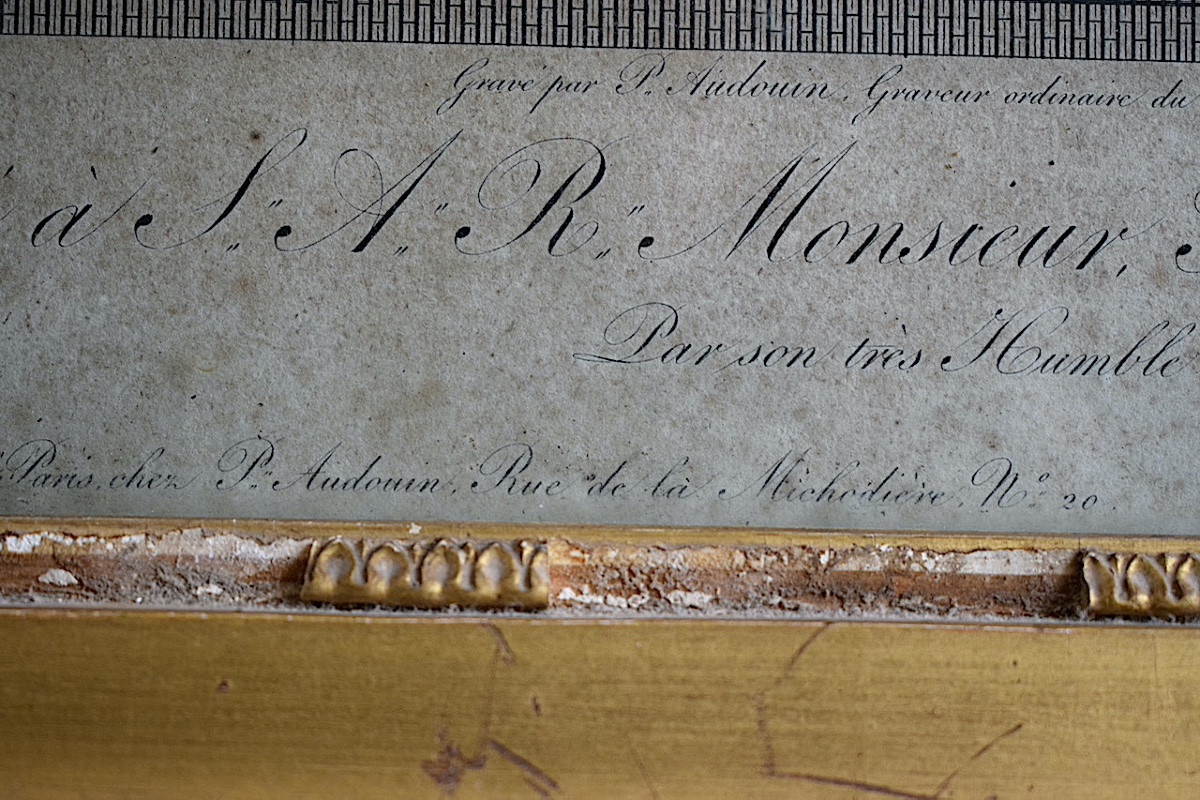 Gravé par P.. Audouin, Graveur ordinaire du
à S.." A.." R.." Monsieur,
Par son très Humble
Paris, chez P.. Audouin, Rue de la Michodière, N.º 20.